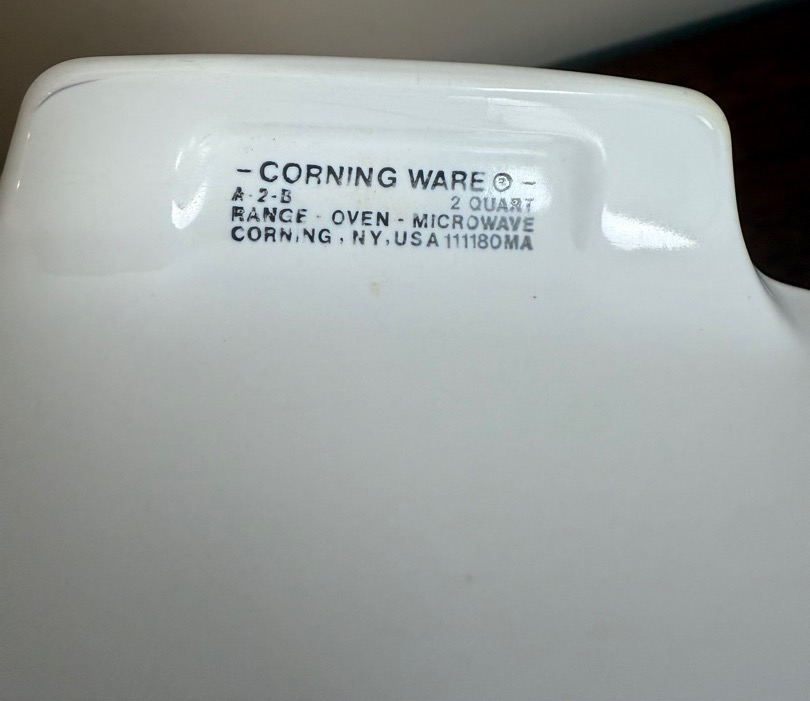 - CORNING WARE ® -
A-2-B 2 QUART
RANGE - OVEN - MICROWAVE
CORNING, NY, USA 111180MA